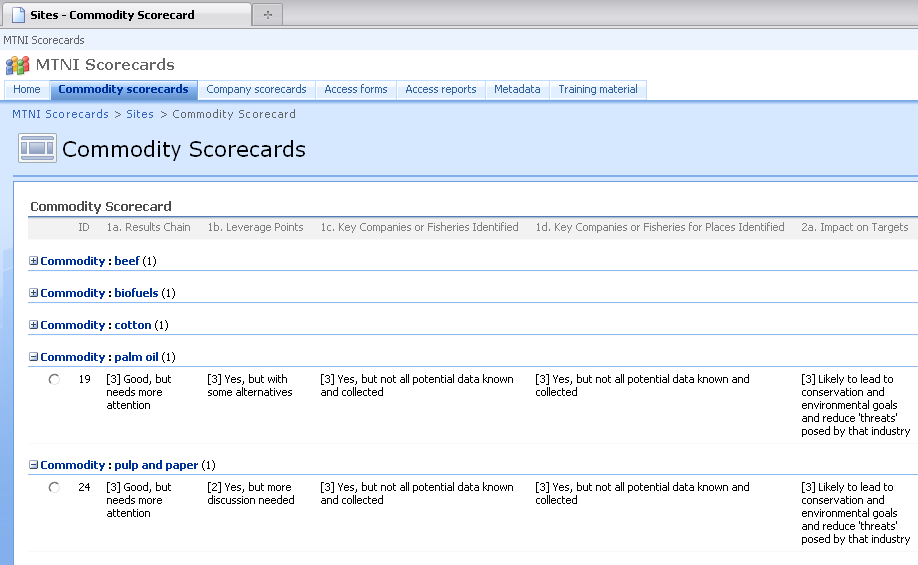 Sites - Commodity Scorecard
MTNI Scorecards
MTNI Scorecards
Home Commodity scorecards Company scorecards Access forms Access reports Metadata Training material
MTNI Scorecards > Sites > Commodity Scorecard
Commodity Scorecards
Commodity Scorecard
ID 1a. Results Chain 1b. Leverage Points 1c. Key Companies or Fisheries Identified 1d. Key Companies or Fisheries for Places Identified 2a. Impact on Targets
Commodity : beef (1)
Commodity : biofuels (1)
Commodity : cotton (1)
Commodity : palm oil (1)
19 [3] Good, but [3] Yes, but with [3] Yes, but not all potential data known [3] Yes, but not all potential data known and [3] Likely to lead to
needs more some alternatives and collected collected conservation and
attention environmental goals
and reduce 'threats'
posed by that industry
Commodity : pulp and paper (1)
24 [3] Good, but [2] Yes, but more [3] Yes, but not all potential data known [3] Yes, but not all potential data known and [3] Likely to lead to
needs more discussion needed and collected collected conservation and
attention environmental goals
and reduce 'threats'
posed by that industry